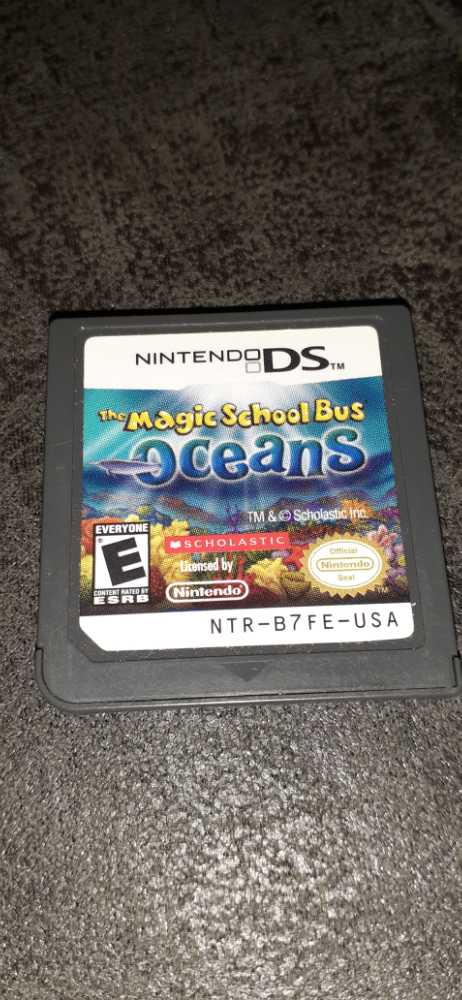 NINTENDO DS™
The Magic School Bus®
Oceans
TM & © Scholastic Inc.
EVERYONE
E
CONTENT RATED BY
ESRB
SCHOLASTIC
Licensed by
Nintendo®
Official
Nintendo
Seal
TM
NTR-B7FE-USA